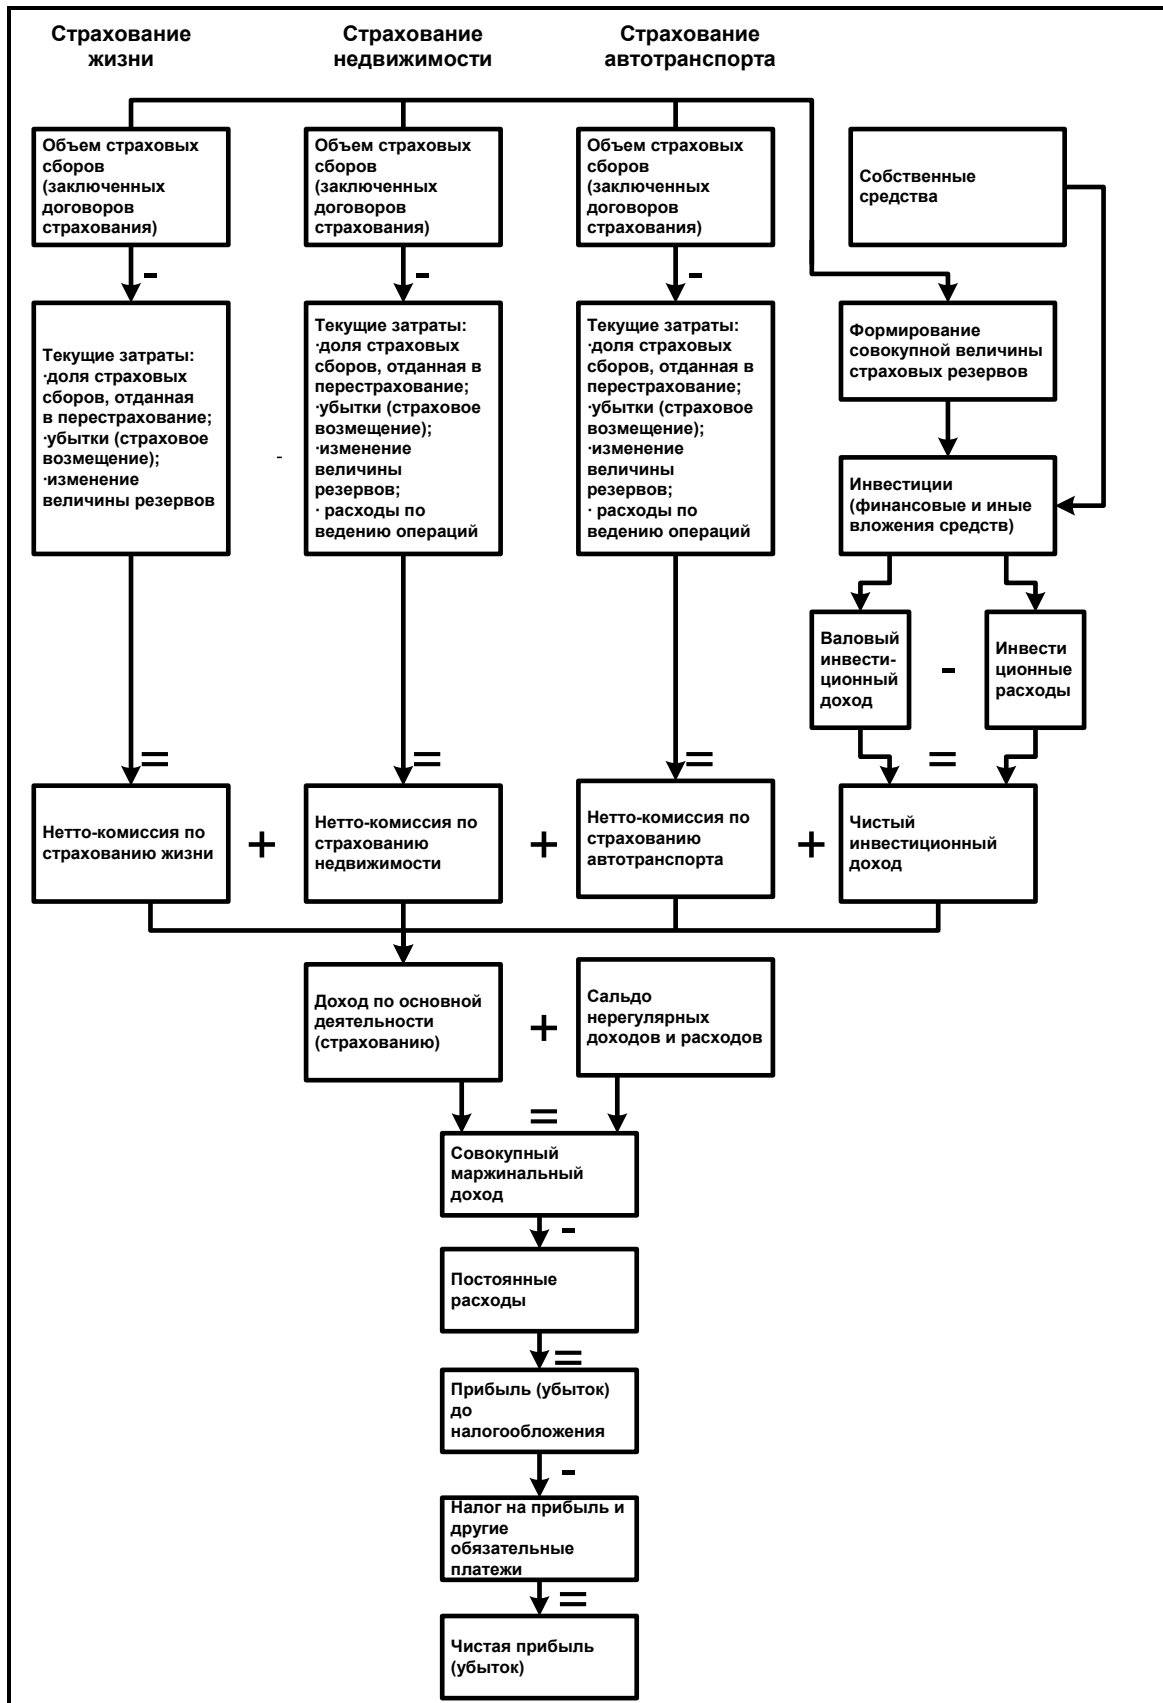 Страхование
жизни
Страхование
недвижимости
Страхование
автотранспорта
Объем страховых
сборов
(заключенных
договоров
страхования)
Объем страховых
сборов
(заключенных
договоров
страхования)
Объем страховых
сборов
(заключенных
договоров
страхования)
Собственные
средства
-
-
-
Текущие затраты:
·доля страховых
сборов, отданная
в перестрахование;
·убытки (страховое
возмещение);
·изменение
величины резервов
-
Текущие затраты:
·доля страховых
сборов, отданная в
перестрахование;
·убытки (страховое
возмещение);
·изменение
величины
резервов;
· расходы по
ведению операций
Текущие затраты:
·доля страховых
сборов, отданная в
перестрахование;
·убытки (страховое
возмещение);
·изменение
величины
резервов;
· расходы по
ведению операций
Формирование
совокупной величины
страховых резервов
Инвестиции
(финансовые и иные
вложения средств)
Валовый
инвести-
ционный
доход
-
Инвести
ционные
расходы
=
=
=
=
Нетто-комиссия по
страхованию жизни
+
Нетто-комиссия по
страхованию
недвижимости
+
Нетто-комиссия по
страхованию
автотранспорта
+
Чистый
инвестиционный
доход
Доход по основной
деятельности
(страхованию)
+
Сальдо
нерегулярных
доходов и расходов
=
Совокупный
маржинальный
доход
-
Постоянные
расходы
=
Прибыль (убыток)
до
налогообложения
-
Налог на прибыль и
другие
обязательные
платежи
=
Чистая прибыль
(убыток)